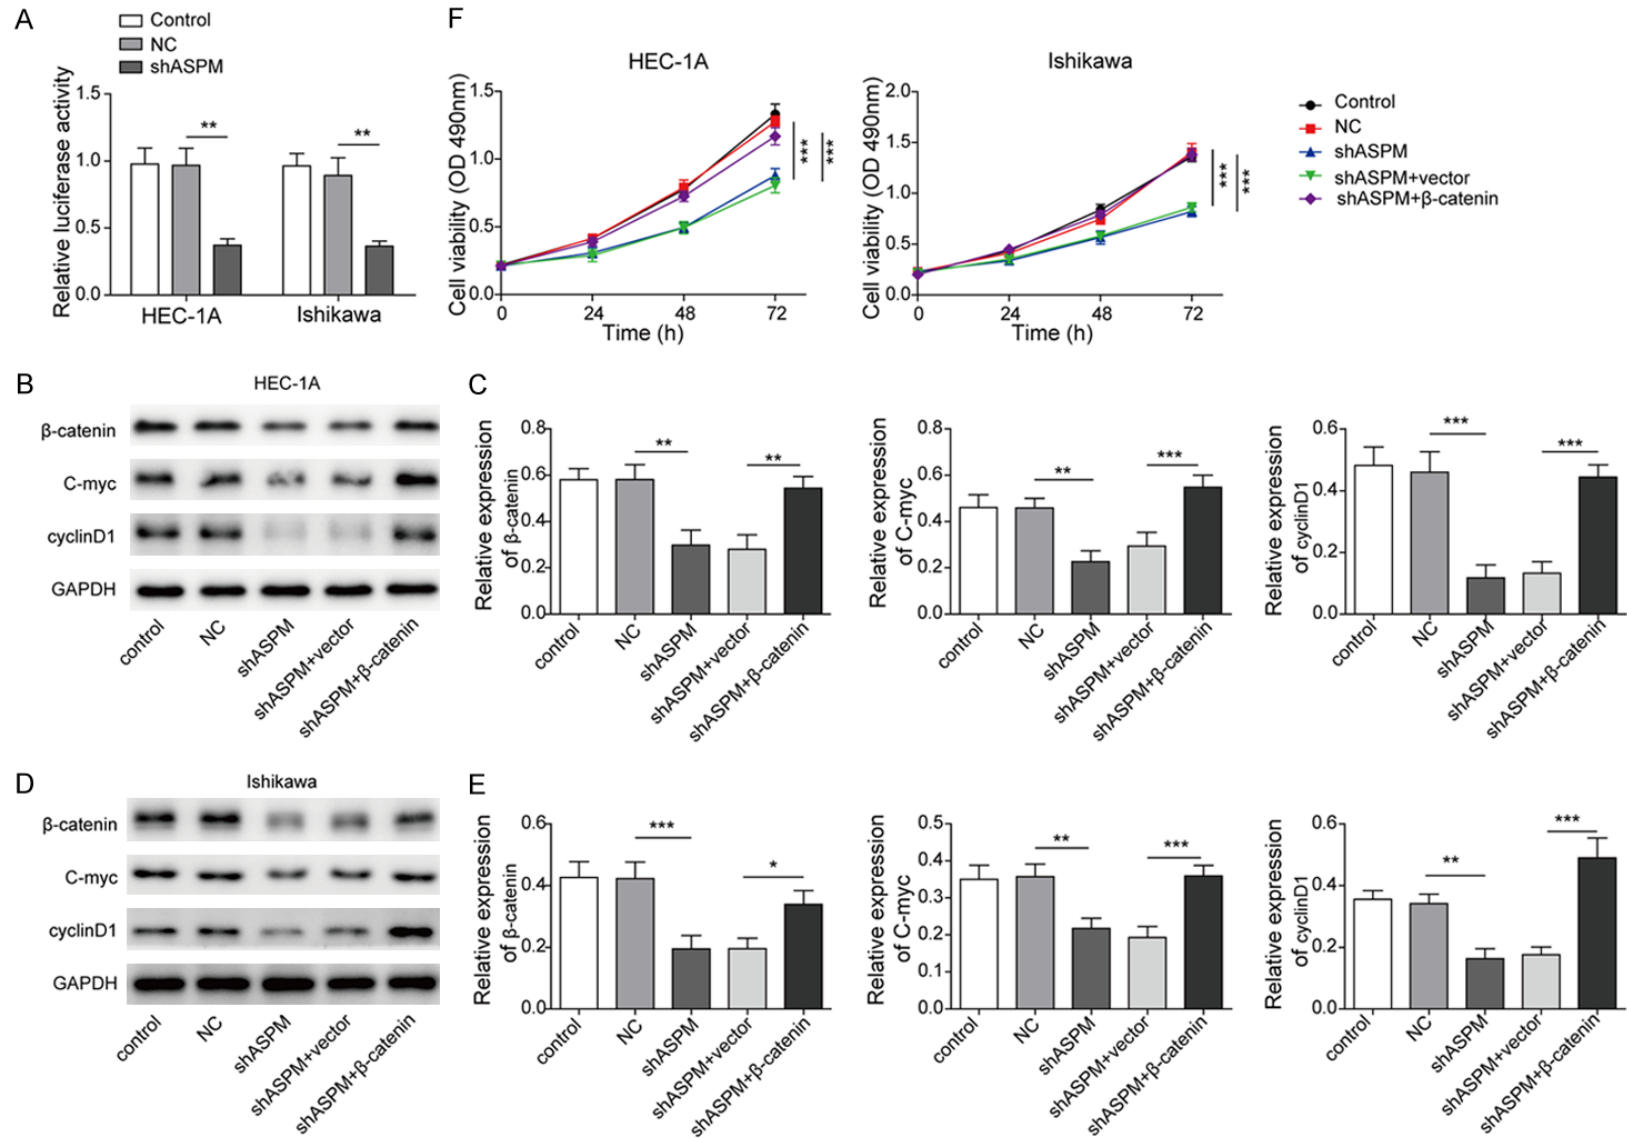 A
Control
NC
shASPM
Relative luciferase activity
1.5
1.0
0.5
0.0
**
**
HEC-1A
Ishikawa
F
HEC-1A
Cell viability (OD 490nm)
1.5
1.0
0.5
0.0
0
24
48
72
Time (h)
***
***
Ishikawa
Cell viability (OD 490nm)
2.0
1.5
1.0
0.5
0.0
0
24
48
72
Time (h)
***
***
Control
NC
shASPM
shASPM+vector
shASPM+β-catenin
B
HEC-1A
β-catenin
C-myc
cyclinD1
GAPDH
control
NC
shASPM
shASPM+vector
shASPM+β-catenin
C
Relative expression
of β-catenin
0.8
0.6
0.4
0.2
0.0
**
**
control
NC
shASPM
shASPM+vector
shASPM+β-catenin
Relative expression
of C-myc
0.8
0.6
0.4
0.2
0.0
**
***
control
NC
shASPM
shASPM+vector
shASPM+β-catenin
Relative expression
of cyclinD1
0.6
0.4
0.2
0.0
***
***
control
NC
shASPM
shASPM+vector
shASPM+β-catenin
D
Ishikawa
β-catenin
C-myc
cyclinD1
GAPDH
control
NC
shASPM
shASPM+vector
shASPM+β-catenin
E
Relative expression
of β-catenin
0.6
0.4
0.2
0.0
***
*
control
NC
shASPM
shASPM+vector
shASPM+β-catenin
Relative expression
of C-myc
0.5
0.4
0.3
0.2
0.1
0.0
**
***
control
NC
shASPM
shASPM+vector
shASPM+β-catenin
Relative expression
of cyclinD1
0.6
0.4
0.2
0.0
**
***
control
NC
shASPM
shASPM+vector
shASPM+β-catenin